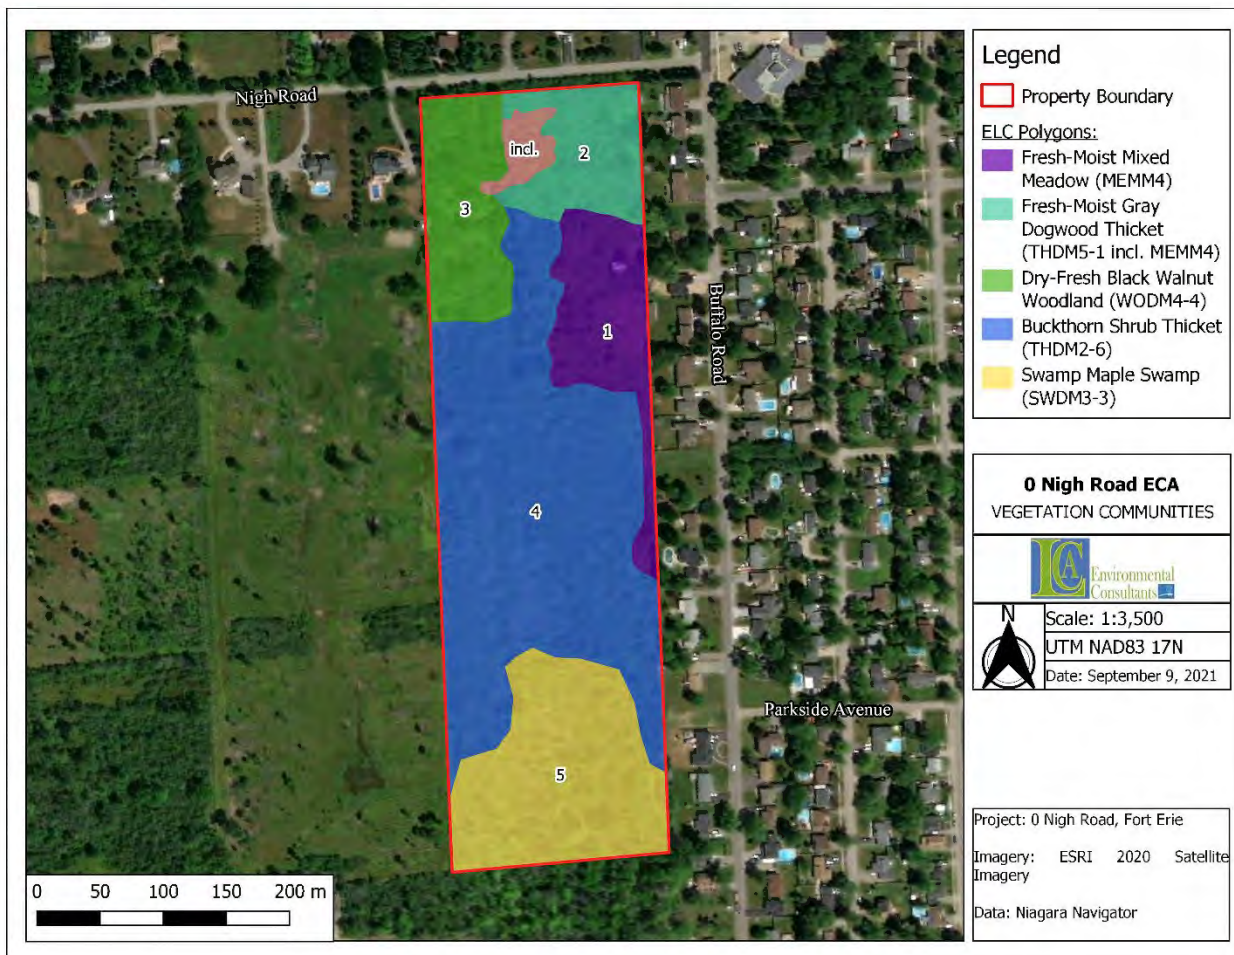 Nigh Road
incl.
2
3
1
Buffalo Road
4
Parkside Avenue
5
0 50 100 150 200 m
Legend
Property Boundary
ELC Polygons:
Fresh-Moist Mixed
Meadow (MEMM4)
Fresh-Moist Gray
Dogwood Thicket
(THDM5-1 incl. MEMM4)
Dry-Fresh Black Walnut
Woodland (WODM4-4)
Buckthorn Shrub Thicket
(THDM2-6)
Swamp Maple Swamp
(SWDM3-3)
0 Nigh Road ECA
VEGETATION COMMUNITIES
LCA
Environmental
Consultants
N
Scale: 1:3,500
UTM NAD83 17N
Date: September 9, 2021
Project: 0 Nigh Road, Fort Erie
Imagery: ESRI 2020 Satellite
Imagery
Data: Niagara Navigator